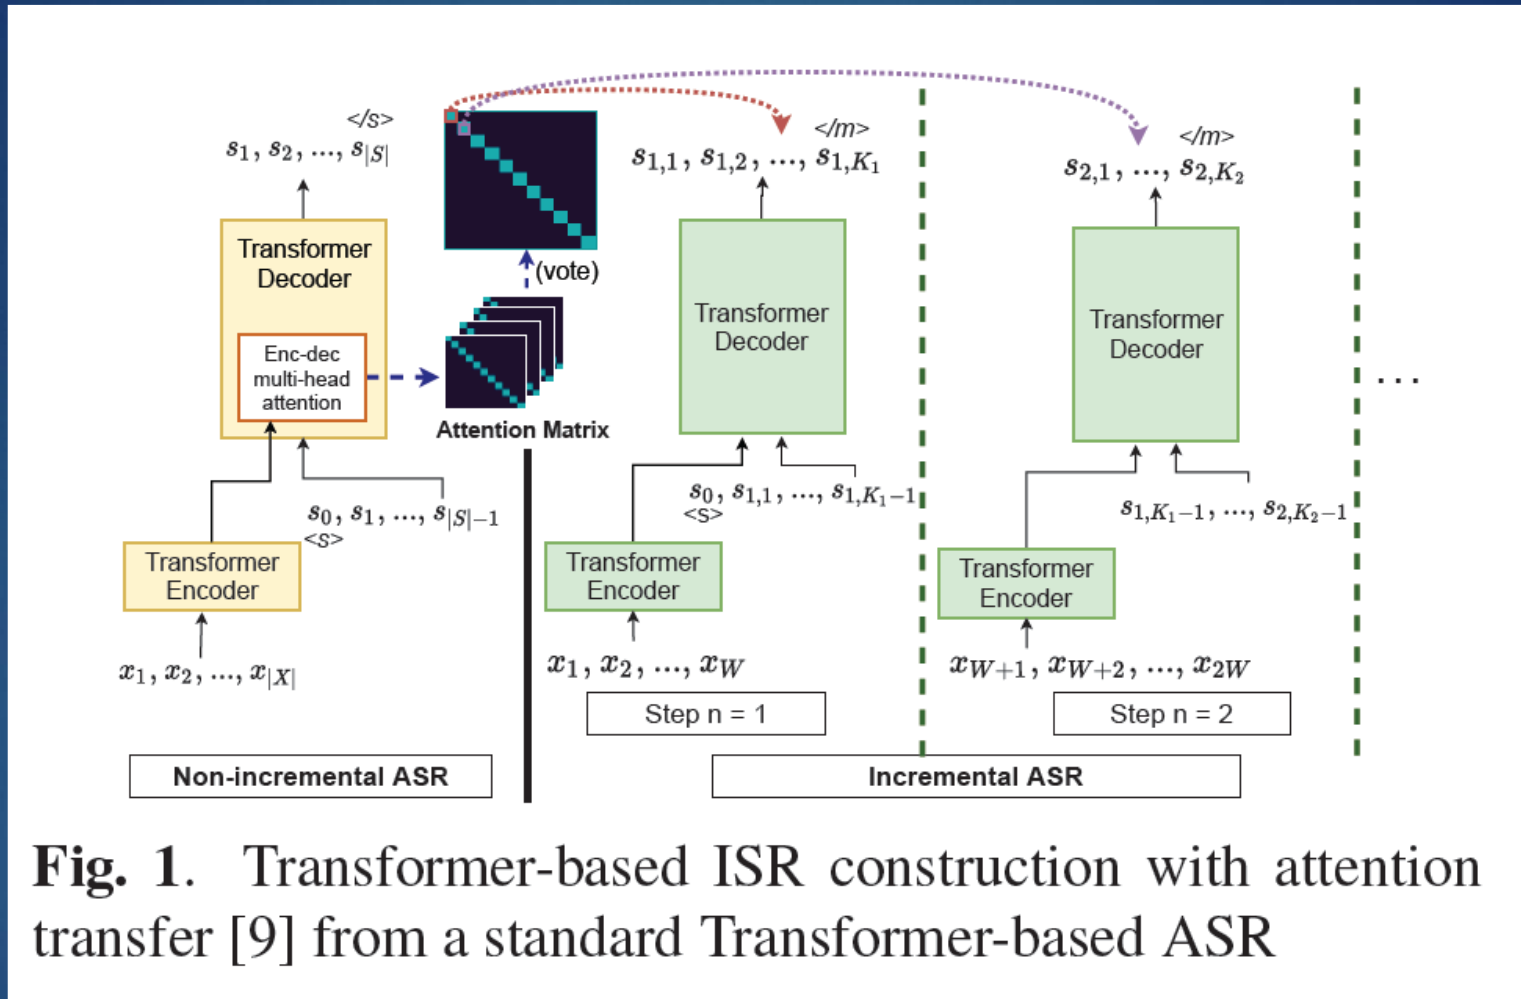 </s>
s₁, s₂, ..., s|S|
Transformer
Decoder
Enc-dec
multi-head
attention
(vote)
Attention Matrix
s₀, s₁, ..., s|S|−1
<s>
Transformer
Encoder
x₁, x₂, ..., x|X|
Non-incremental ASR
</m>
s₁,₁, s₁,₂, ..., s₁,K₁
Transformer
Decoder
s₀, s₁,₁, ..., s₁,K₁−1
<s>
Transformer
Encoder
x₁, x₂, ..., x_W
Step n = 1
</m>
s₂,₁, ..., s₂,K₂
Transformer
Decoder
s₁,K₁−1, ..., s₂,K₂−1
Transformer
Encoder
x_W+1, x_W+2, ..., x_2W
Step n = 2
...
Incremental ASR
Fig. 1. Transformer-based ISR construction with attention
transfer [9] from a standard Transformer-based ASR